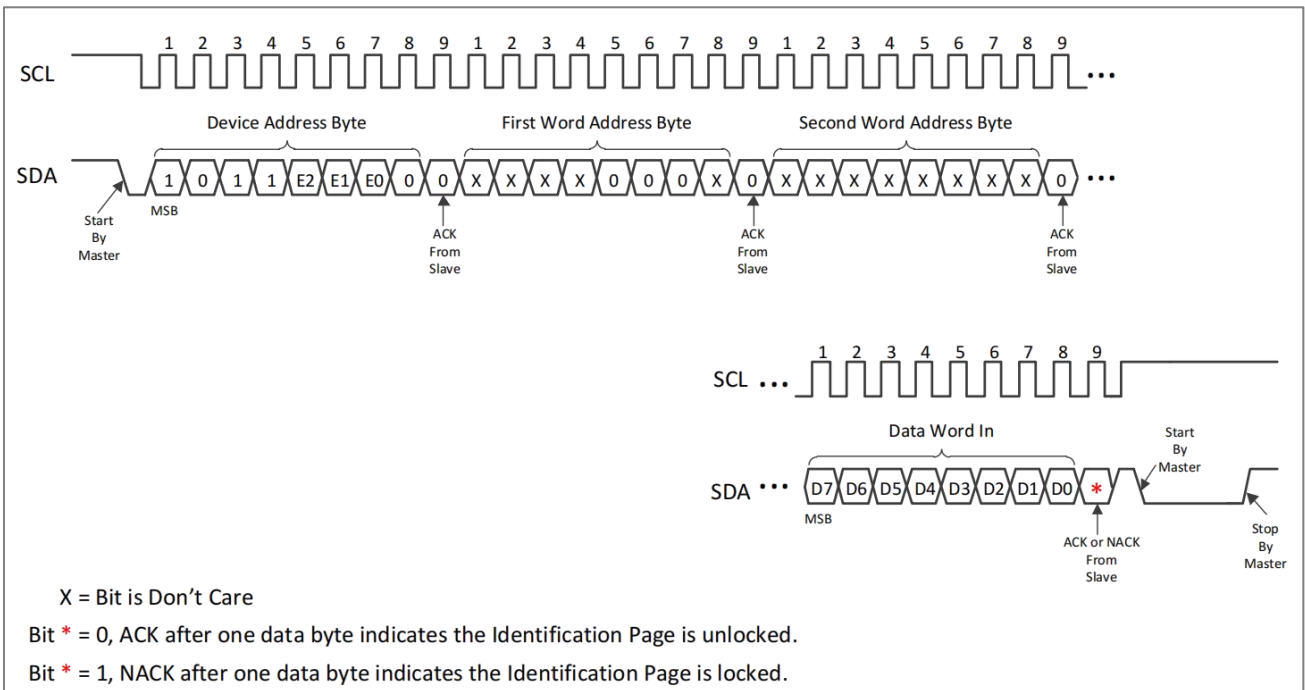 1 2 3 4 5 6 7 8 9 1 2 3 4 5 6 7 8 9 1 2 3 4 5 6 7 8 9
SCL ...
Device Address Byte First Word Address Byte Second Word Address Byte
SDA 1 0 1 1 E2 E1 E0 0 0 X X X X 0 0 0 X 0 X X X X X X X X 0 ...
MSB
Start
By
Master
ACK
From
Slave
ACK
From
Slave
ACK
From
Slave
1 2 3 4 5 6 7 8 9
SCL ...
Data Word In
Start
By
Master
SDA ... D7 D6 D5 D4 D3 D2 D1 D0 *
MSB
ACK or NACK
From
Slave
Stop
By
Master
X = Bit is Don’t Care
Bit * = 0, ACK after one data byte indicates the Identification Page is unlocked.
Bit * = 1, NACK after one data byte indicates the Identification Page is locked.